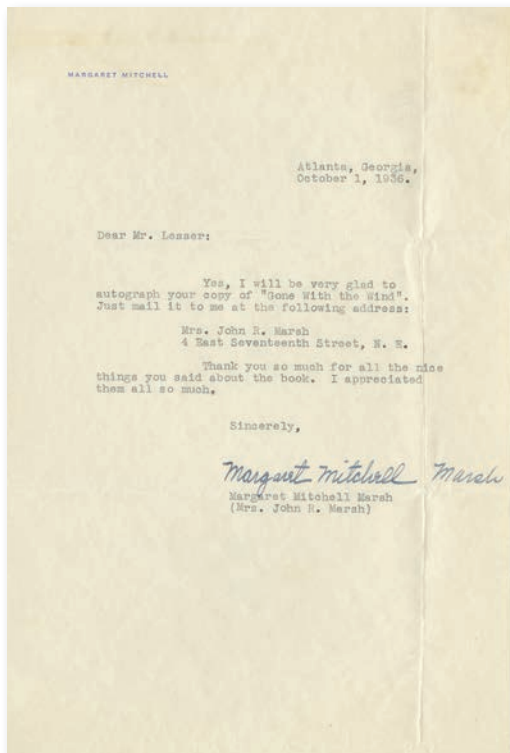 MARGARET MITCHELL
Atlanta, Georgia,
October 1, 1936.
Dear Mr. Lesser:
Yes, I will be very glad to
autograph your copy of "Gone With the Wind".
Just mail it to me at the following address:
Mrs. John R. Marsh
4 East Seventeenth Street, N. E.
Thank you so much for all the nice
things you said about the book. I appreciated
them all so much.
Sincerely,
Margaret Mitchell Marsh
Margaret Mitchell Marsh
(Mrs. John R. Marsh)